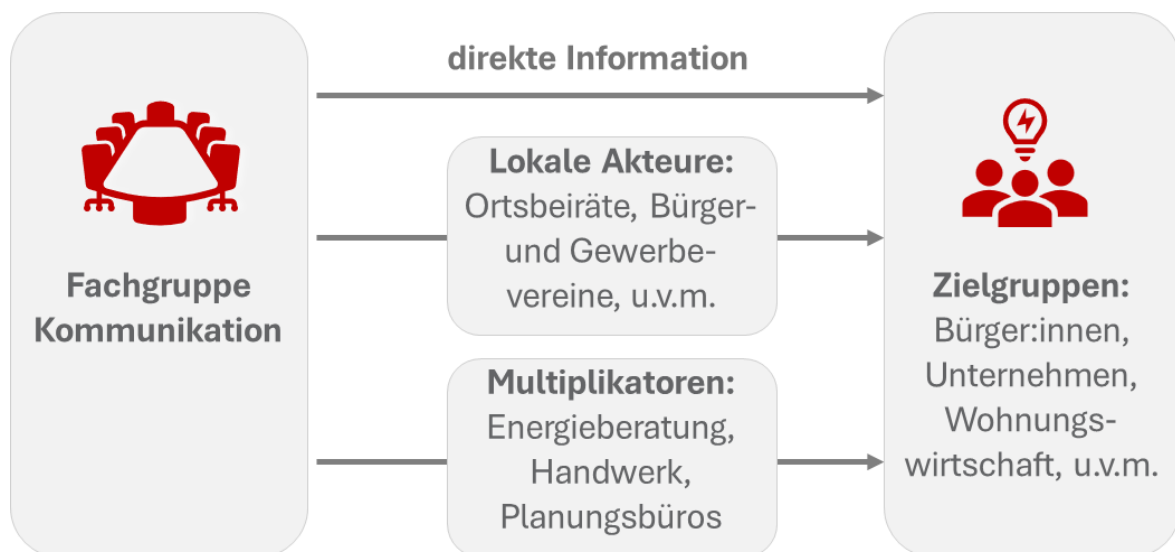 Fachgruppe
Kommunikation
direkte Information
Lokale Akteure:
Ortsbeiräte, Bürger-
und Gewerbe-
vereine, u.v.m.
Multiplikatoren:
Energieberatung,
Handwerk,
Planungsbüros
Zielgruppen:
Bürger:innen,
Unternehmen,
Wohnungs-
wirtschaft, u.v.m.